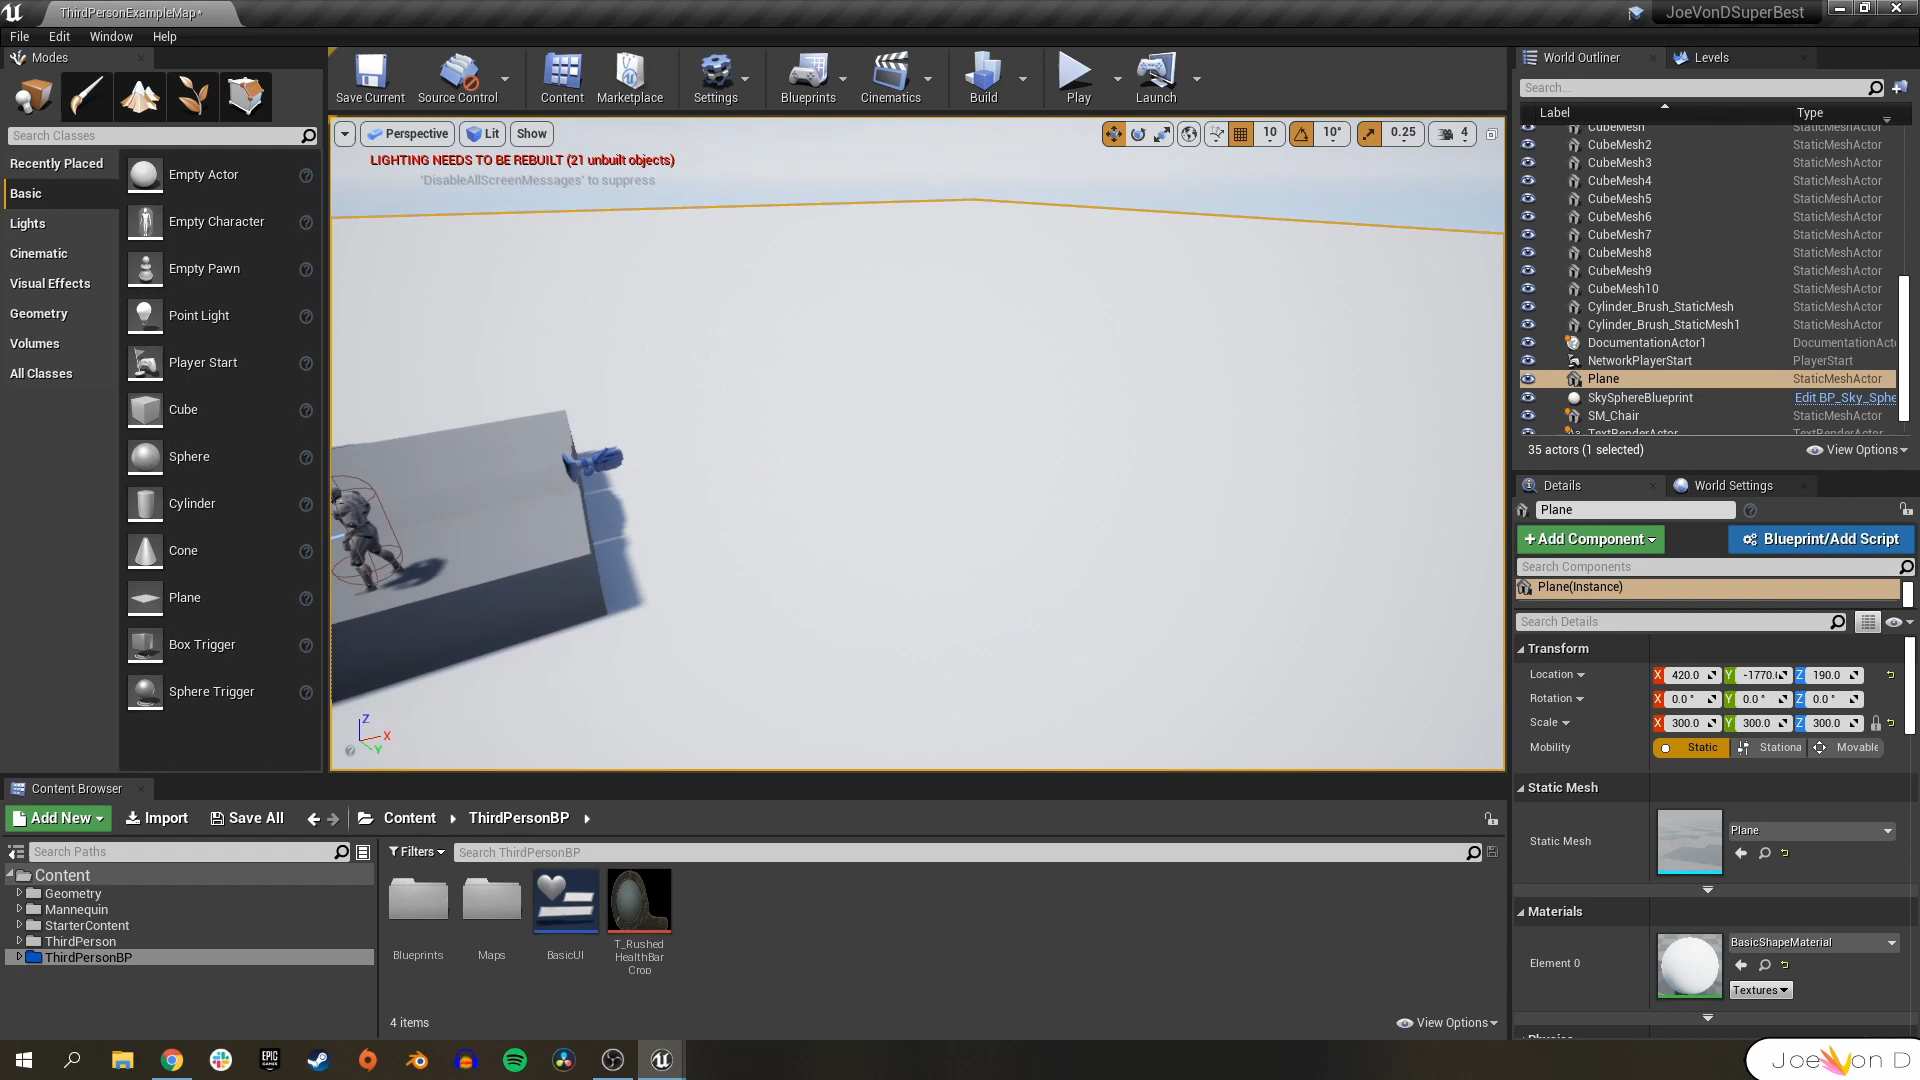 ThirdPersonExampleMap*
JoeVonDSuperBest
File Edit Window Help
Modes
Save Current
Source Control
Content
Marketplace
Settings
Blueprints
Cinematics
Build
Play
Launch
World Outliner
Levels
Search...
Label
Type
Search Classes
Perspective
Lit
Show
10
10°
0.25
4
LIGHTING NEEDS TO BE REBUILT (21 unbuilt objects)
'DisableAllScreenMessages' to suppress
Recently Placed
Basic
Lights
Cinematic
Visual Effects
Geometry
Volumes
All Classes
Empty Actor
Empty Character
Empty Pawn
Point Light
Player Start
Cube
Sphere
Cylinder
Cone
Plane
Box Trigger
Sphere Trigger
Z
X
Y
CubeMesh StaticMeshActor
CubeMesh2 StaticMeshActor
CubeMesh3 StaticMeshActor
CubeMesh4 StaticMeshActor
CubeMesh5 StaticMeshActor
CubeMesh6 StaticMeshActor
CubeMesh7 StaticMeshActor
CubeMesh8 StaticMeshActor
CubeMesh9 StaticMeshActor
CubeMesh10 StaticMeshActor
Cylinder_Brush_StaticMesh StaticMeshActor
Cylinder_Brush_StaticMesh1 StaticMeshActor
DocumentationActor1 DocumentationActo
NetworkPlayerStart PlayerStart
Plane StaticMeshActor
SkySphereBlueprint Edit BP_Sky_Sphe
SM_Chair StaticMeshActor
TextRenderActor TextRenderActor
35 actors (1 selected)
View Options
Details
World Settings
Plane
+Add Component
Blueprint/Add Script
Search Components
Plane(Instance)
Search Details
Transform
Location X 420.0 Y -1770.( Z 190.0
Rotation X 0.0 ° Y 0.0 ° Z 0.0 °
Scale X 300.0 Y 300.0 Z 300.0
Mobility Static Stationa Movable
Static Mesh
Static Mesh
Plane
Materials
Element 0
BasicShapeMaterial
Textures
Physics
Content Browser
Add New
Import
Save All
Content
ThirdPersonBP
Search Paths
Filters
Search ThirdPersonBP
Content
Geometry
Mannequin
StarterContent
ThirdPerson
ThirdPersonBP
Blueprints
Maps
BasicUI
T_Rushed
HealthBar
Crop
4 items
View Options
EPIC
GAMES
Joe Von D